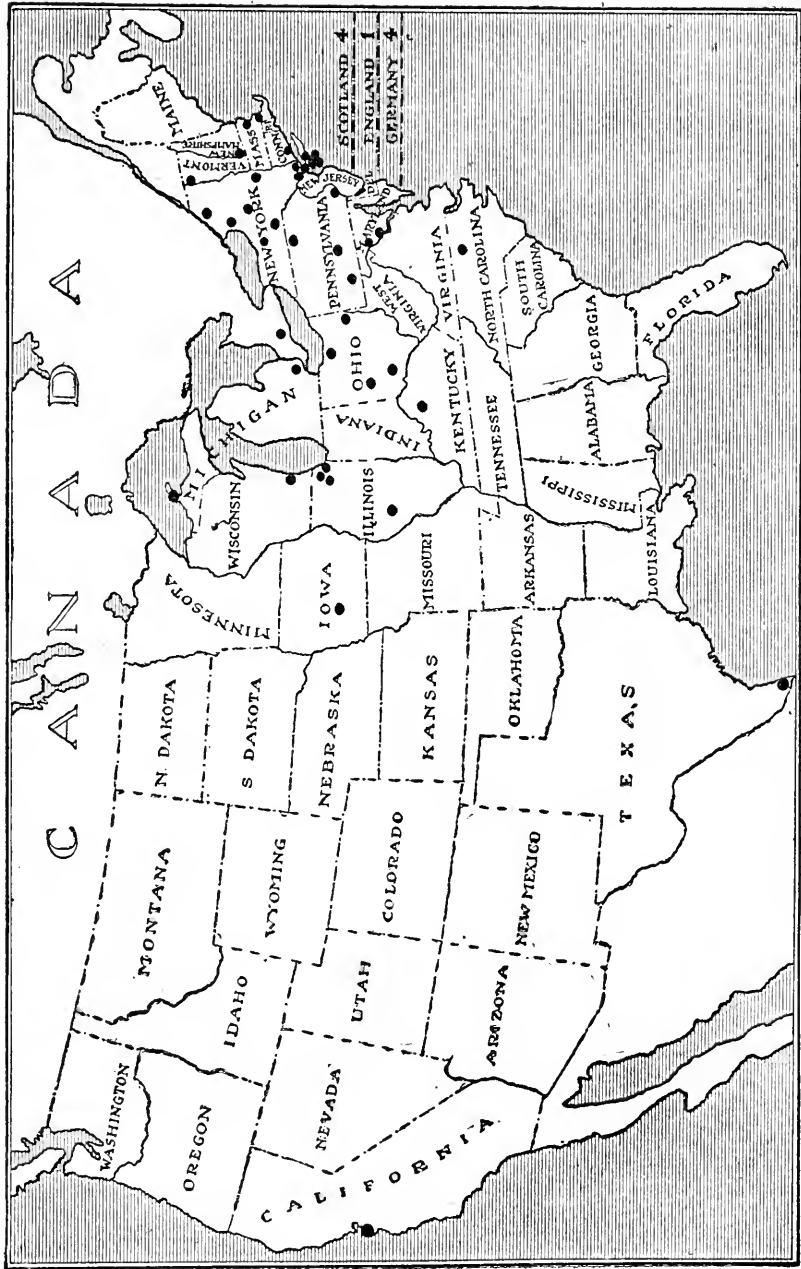 CANADA
WASHINGTON
OREGON
CALIFORNIA
NEVADA
IDAHO
MONTANA
WYOMING
UTAH
COLORADO
ARIZONA
NEW MEXICO
N. DAKOTA
S DAKOTA
NEBRASKA
KANSAS
OKLAHOMA
TEXAS
MINNESOTA
IOWA
MISSOURI
ARKANSAS
LOUISIANA
WISCONSIN
ILLINOIS
MICHIGAN
INDIANA
OHIO
KENTUCKY
TENNESSEE
MISSISSIPPI
ALABAMA
GEORGIA
FLORIDA
SOUTH
CAROLINA
NORTH CAROLINA
VIRGINIA
WEST
VIRGINIA
PENNSYLVANIA
NEW YORK
NEW JERSEY
DEL
VERMONT
NEW
HAMPSHIRE
MAINE
MASS
SCOTLAND 4
ENGLAND 1
GERMANY 4